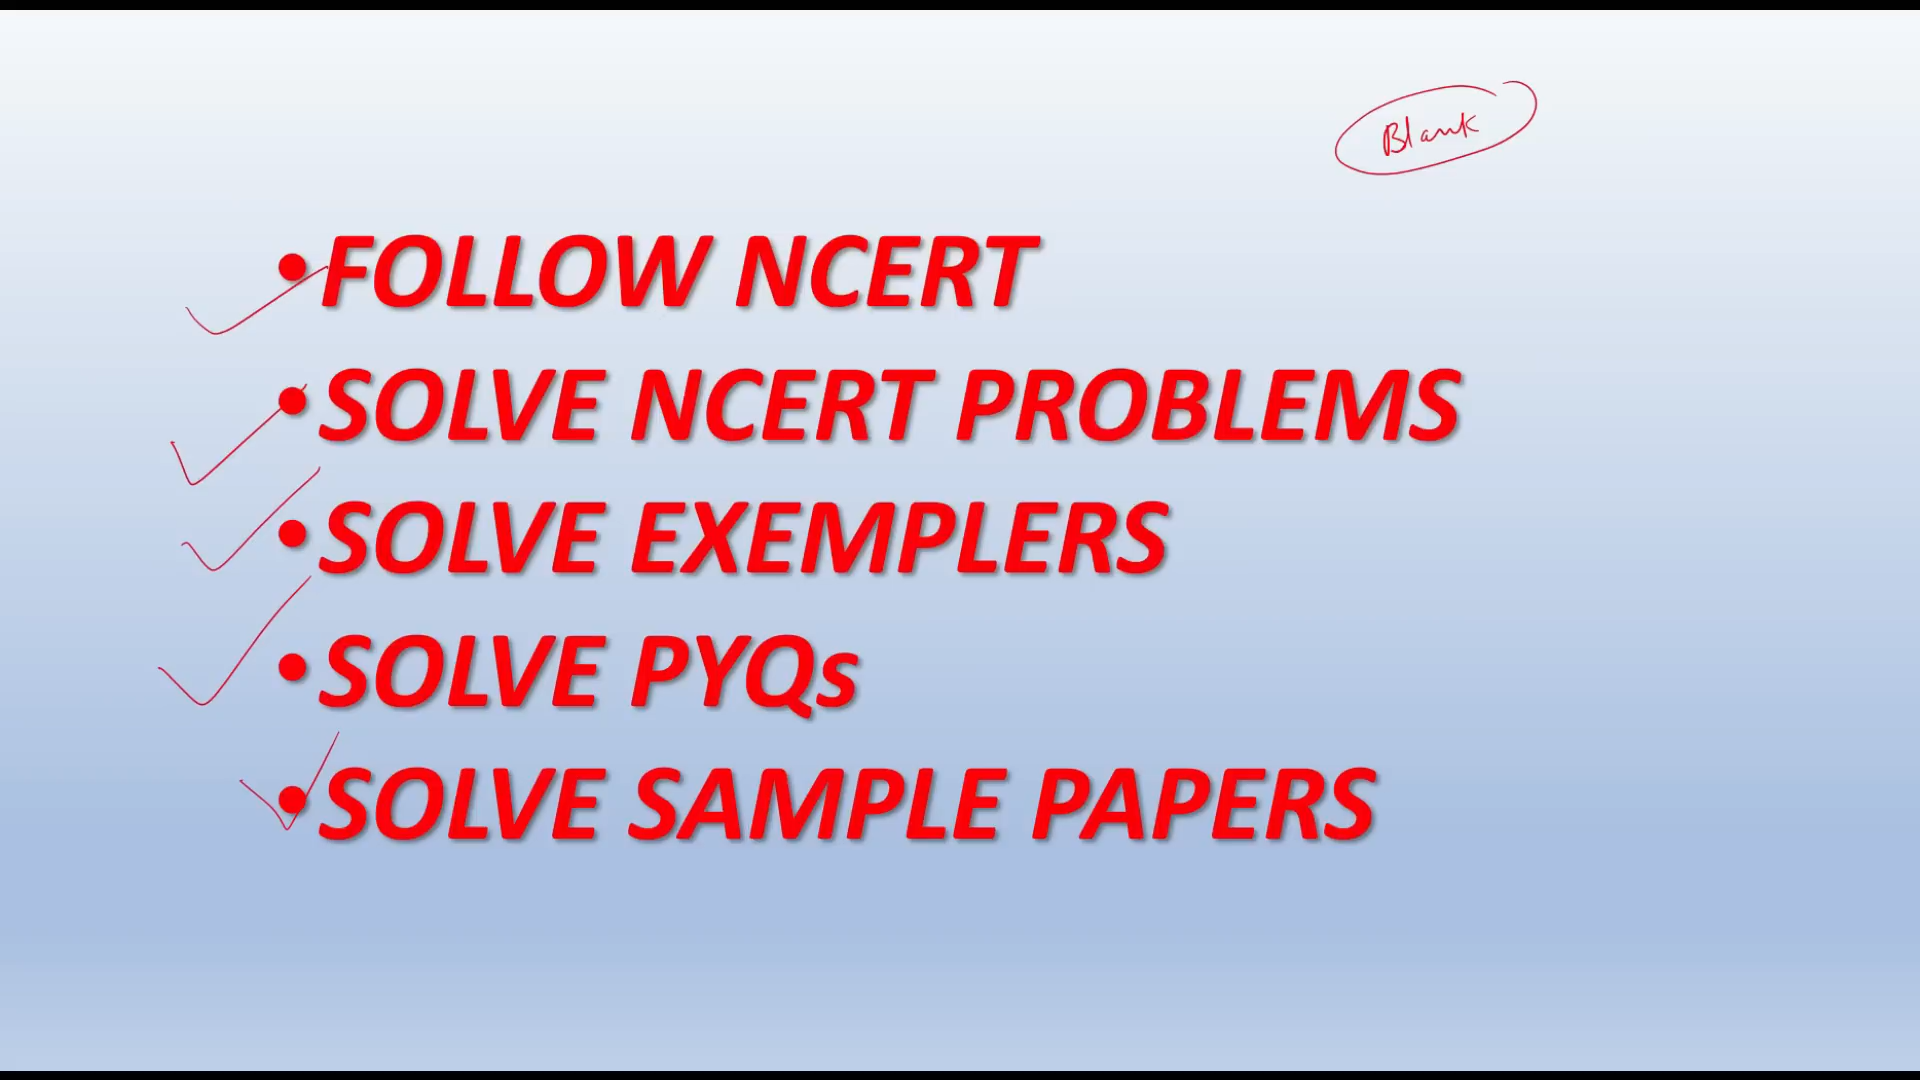 Blank
•FOLLOW NCERT
•SOLVE NCERT PROBLEMS
•SOLVE EXEMPLERS
•SOLVE PYQs
•SOLVE SAMPLE PAPERS